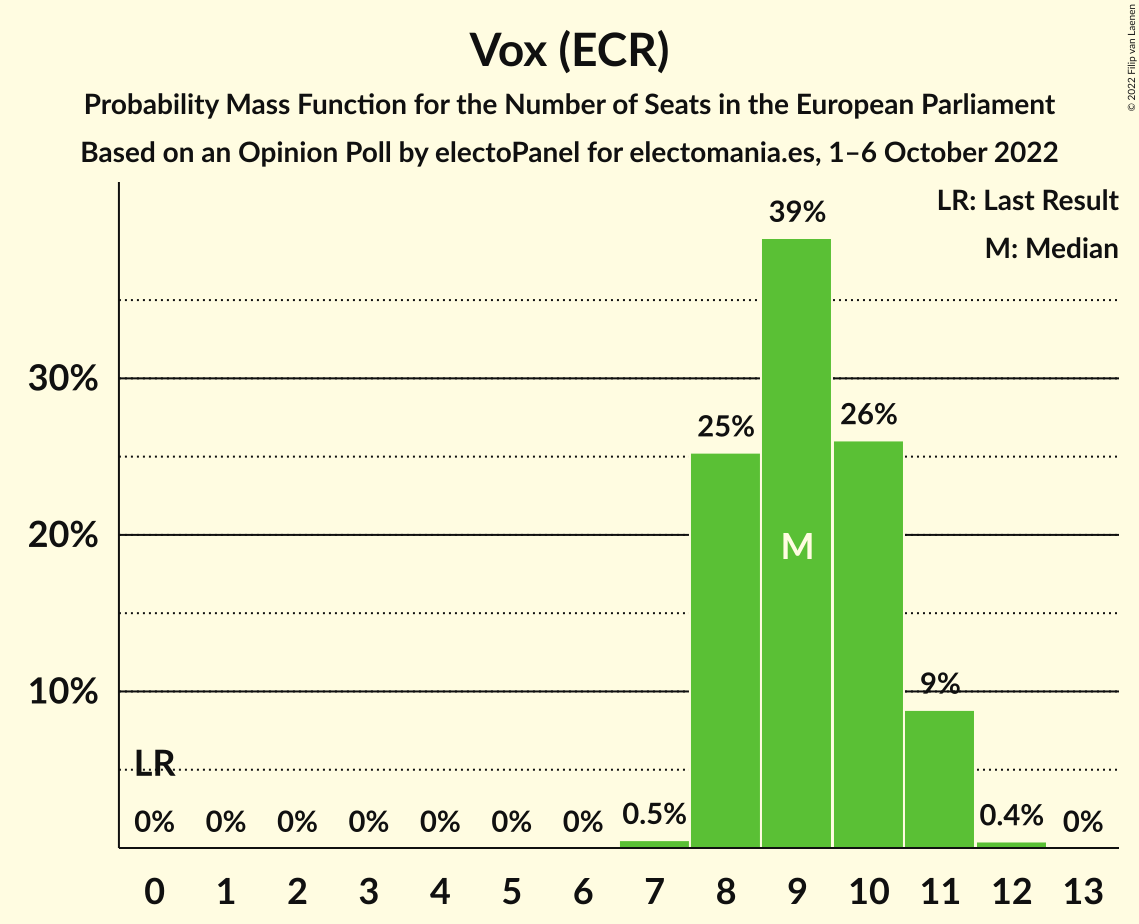 Vox (ECR)
Probability Mass Function for the Number of Seats in the European Parliament
Based on an Opinion Poll by electoPanel for electomania.es, 1–6 October 2022
© 2022 Filip van Laenen
LR: Last Result
M: Median
39%
30%
26%
25%
20%
M
10%
9%
LR
0% 0% 0% 0% 0% 0% 0% 0.5% 0.4% 0%
0 1 2 3 4 5 6 7 8 9 10 11 12 13